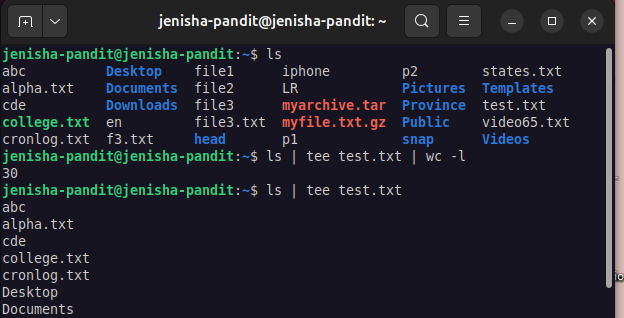 jenisha-pandit@jenisha-pandit: ~
jenisha-pandit@jenisha-pandit:~$ ls
abc Desktop file1 iphone p2 states.txt
alpha.txt Documents file2 LR Pictures Templates
cde Downloads file3 myarchive.tar Province test.txt
college.txt en file3.txt myfile.txt.gz Public video65.txt
cronlog.txt f3.txt head p1 snap Videos
jenisha-pandit@jenisha-pandit:~$ ls | tee test.txt | wc -l
30
jenisha-pandit@jenisha-pandit:~$ ls | tee test.txt
abc
alpha.txt
cde
college.txt
cronlog.txt
Desktop
Documents